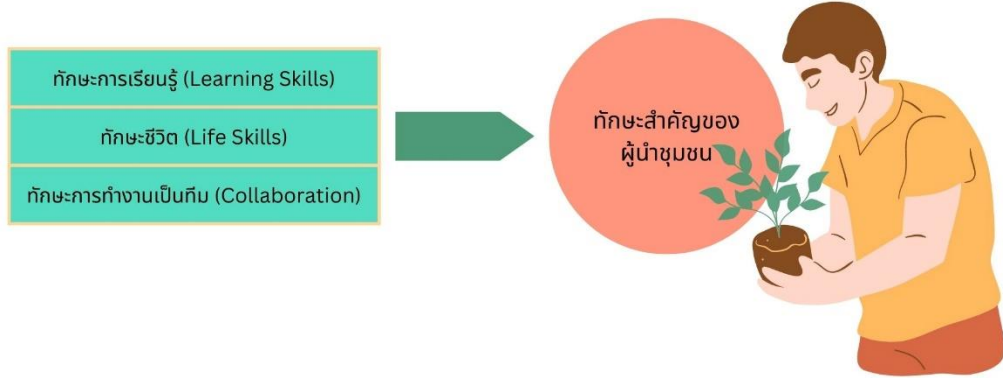 ทักษะการเรียนรู้ (Learning Skills)
ทักษะชีวิต (Life Skills)
ทักษะการทำงานเป็นทีม (Collaboration)
ทักษะสำคัญของ
ผู้นำชุมชน